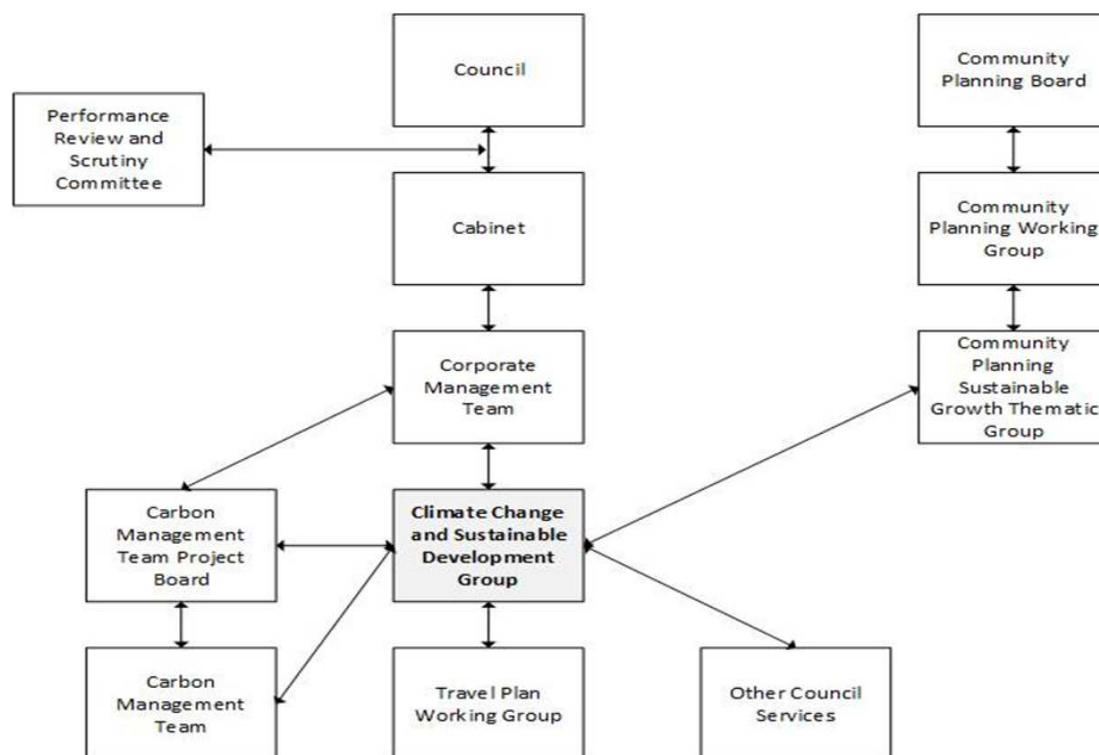 Council
Community
Planning Board
Performance
Review and
Scrutiny
Committee
Cabinet
Community
Planning Working
Group
Corporate
Management
Team
Community
Planning
Sustainable
Growth Thematic
Group
Carbon
Management
Team Project
Board
Climate Change
and Sustainable
Development
Group
Carbon
Management
Team
Travel Plan
Working Group
Other Council
Services